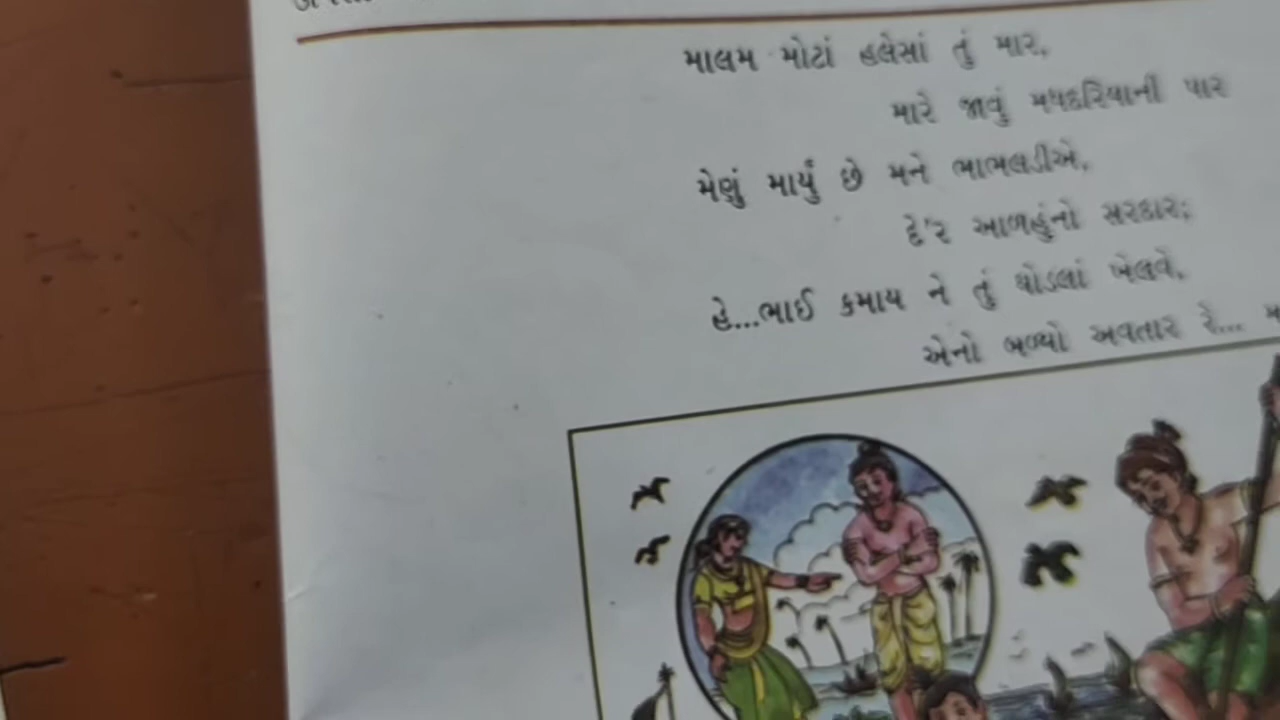 માલમ મોટાં હલેસાં તું માર,
મારે જાવું મધદરિયાની પાર
મેણું માર્યું છે મને ભાભલડીએ,
દે'ર આળહુંનો સરદાર;
હે...ભાઈ કમાય ને તું ઘોડલાં ખેલવે,
એનો બળ્યો અવતાર રે...